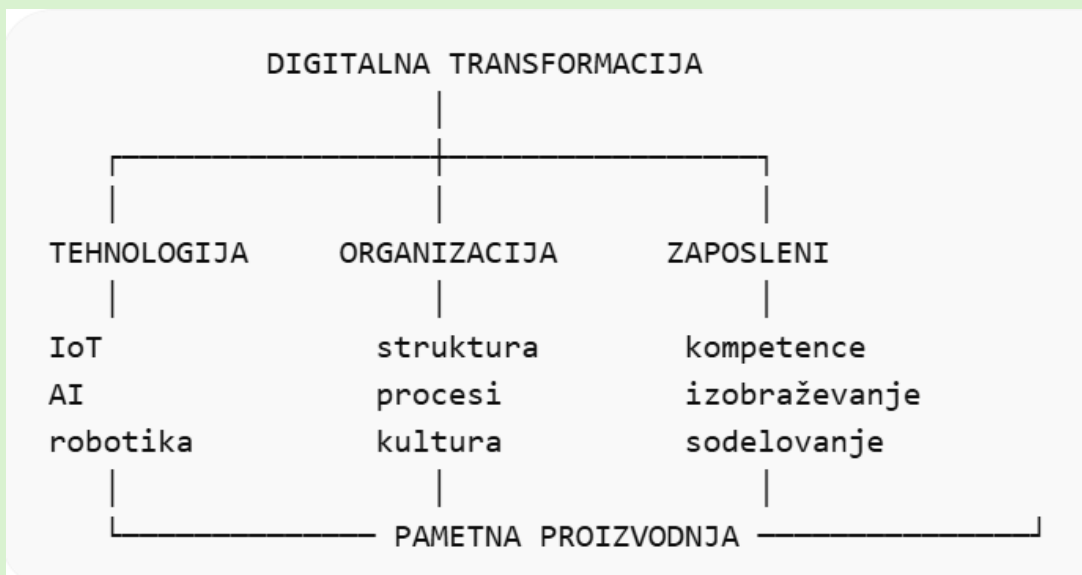 DIGITALNA TRANSFORMACIJA
TEHNOLOGIJA ORGANIZACIJA ZAPOSLENI
IoT struktura kompetence
AI procesi izobraževanje
robotika kultura sodelovanje
PAMETNA PROIZVODNJA